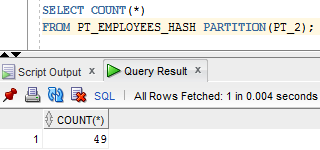 SELECT COUNT(*)
FROM PT_EMPLOYEES_HASH PARTITION(PT_2);
Script Output x Query Result x
SQL All Rows Fetched: 1 in 0.004 seconds
COUNT(*)
1 49